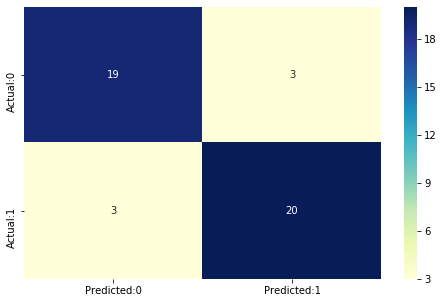 Actual:0
19
3
Actual:1
3
20
Predicted:0
Predicted:1
18
15
12
9
6
3